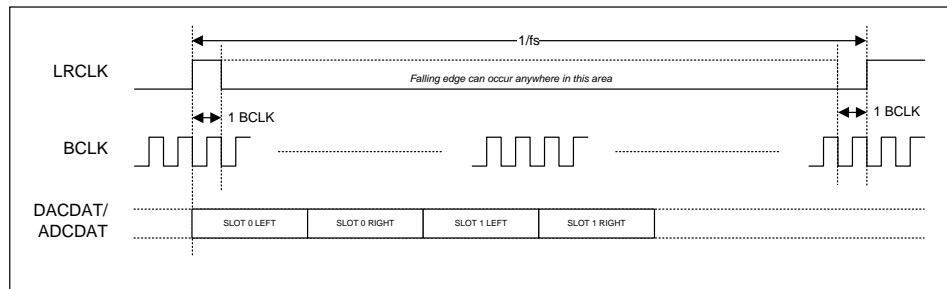 1/fs
LRCLK
Falling edge can occur anywhere in this area
1 BCLK
1 BCLK
BCLK
DACDAT/
ADCDAT
SLOT 0 LEFT
SLOT 0 RIGHT
SLOT 1 LEFT
SLOT 1 RIGHT